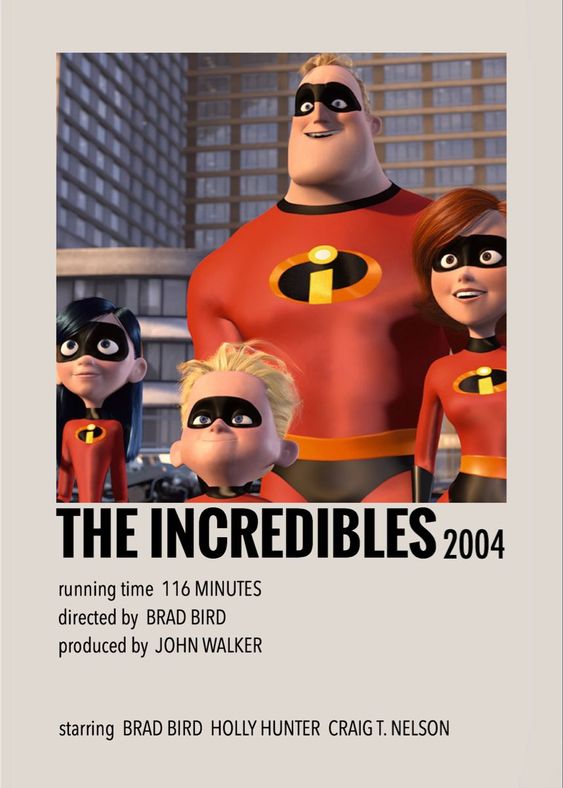 THE INCREDIBLES 2004
running time 116 MINUTES
directed by BRAD BIRD
produced by JOHN WALKER
starring BRAD BIRD HOLLY HUNTER CRAIG T. NELSON